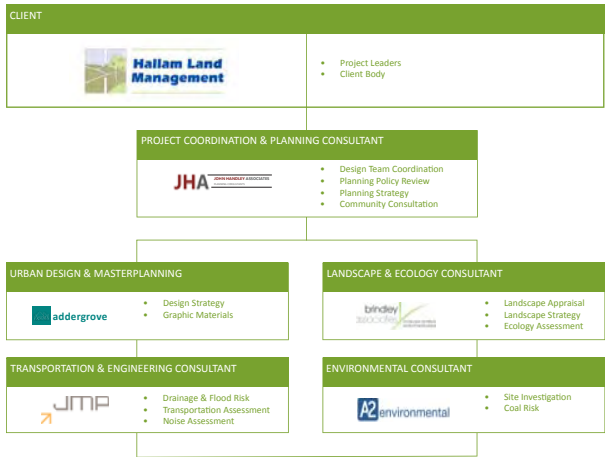 CLIENT
Hallam Land
Management
• Project Leaders
• Client Body
PROJECT COORDINATION & PLANNING CONSULTANT
JHA JOHN HANDLEY ASSOCIATES
• Design Team Coordination
• Planning Policy Review
• Planning Strategy
• Community Consultation
URBAN DESIGN & MASTERPLANNING
addergrove
• Design Strategy
• Graphic Materials
LANDSCAPE & ECOLOGY CONSULTANT
brindley
associates
• Landscape Appraisal
• Landscape Strategy
• Ecology Assessment
TRANSPORTATION & ENGINEERING CONSULTANT
JMP
• Drainage & Flood Risk
• Transportation Assessment
• Noise Assessment
ENVIRONMENTAL CONSULTANT
A2 environmental
• Site Investigation
• Coal Risk